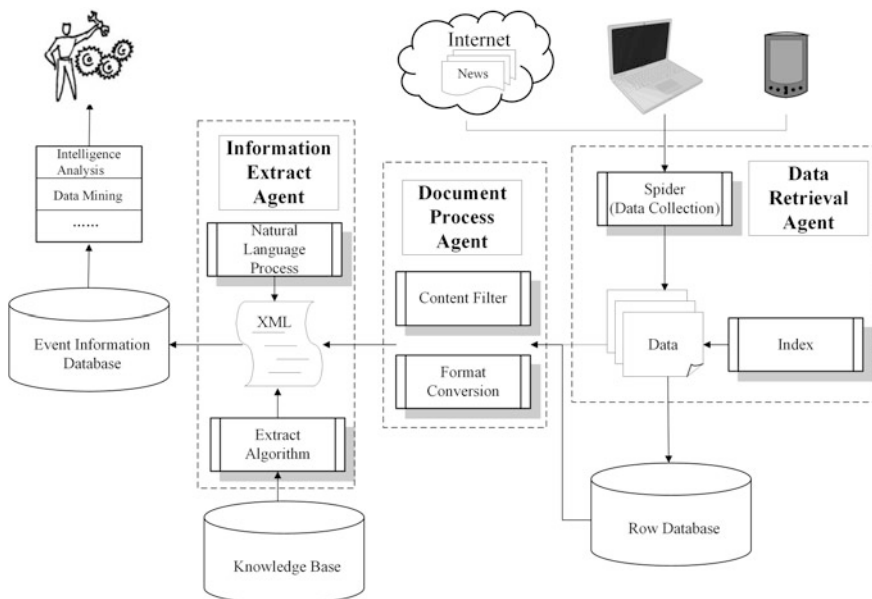 Internet
News
Intelligence
Analysis
Data Mining
......
Information
Extract
Agent
Natural
Language
Process
XML
Extract
Algorithm
Event Information
Database
Knowledge Base
Document
Process
Agent
Content Filter
Format
Conversion
Spider
(Data Collection)
Data
Retrieval
Agent
Data
Index
Row Database